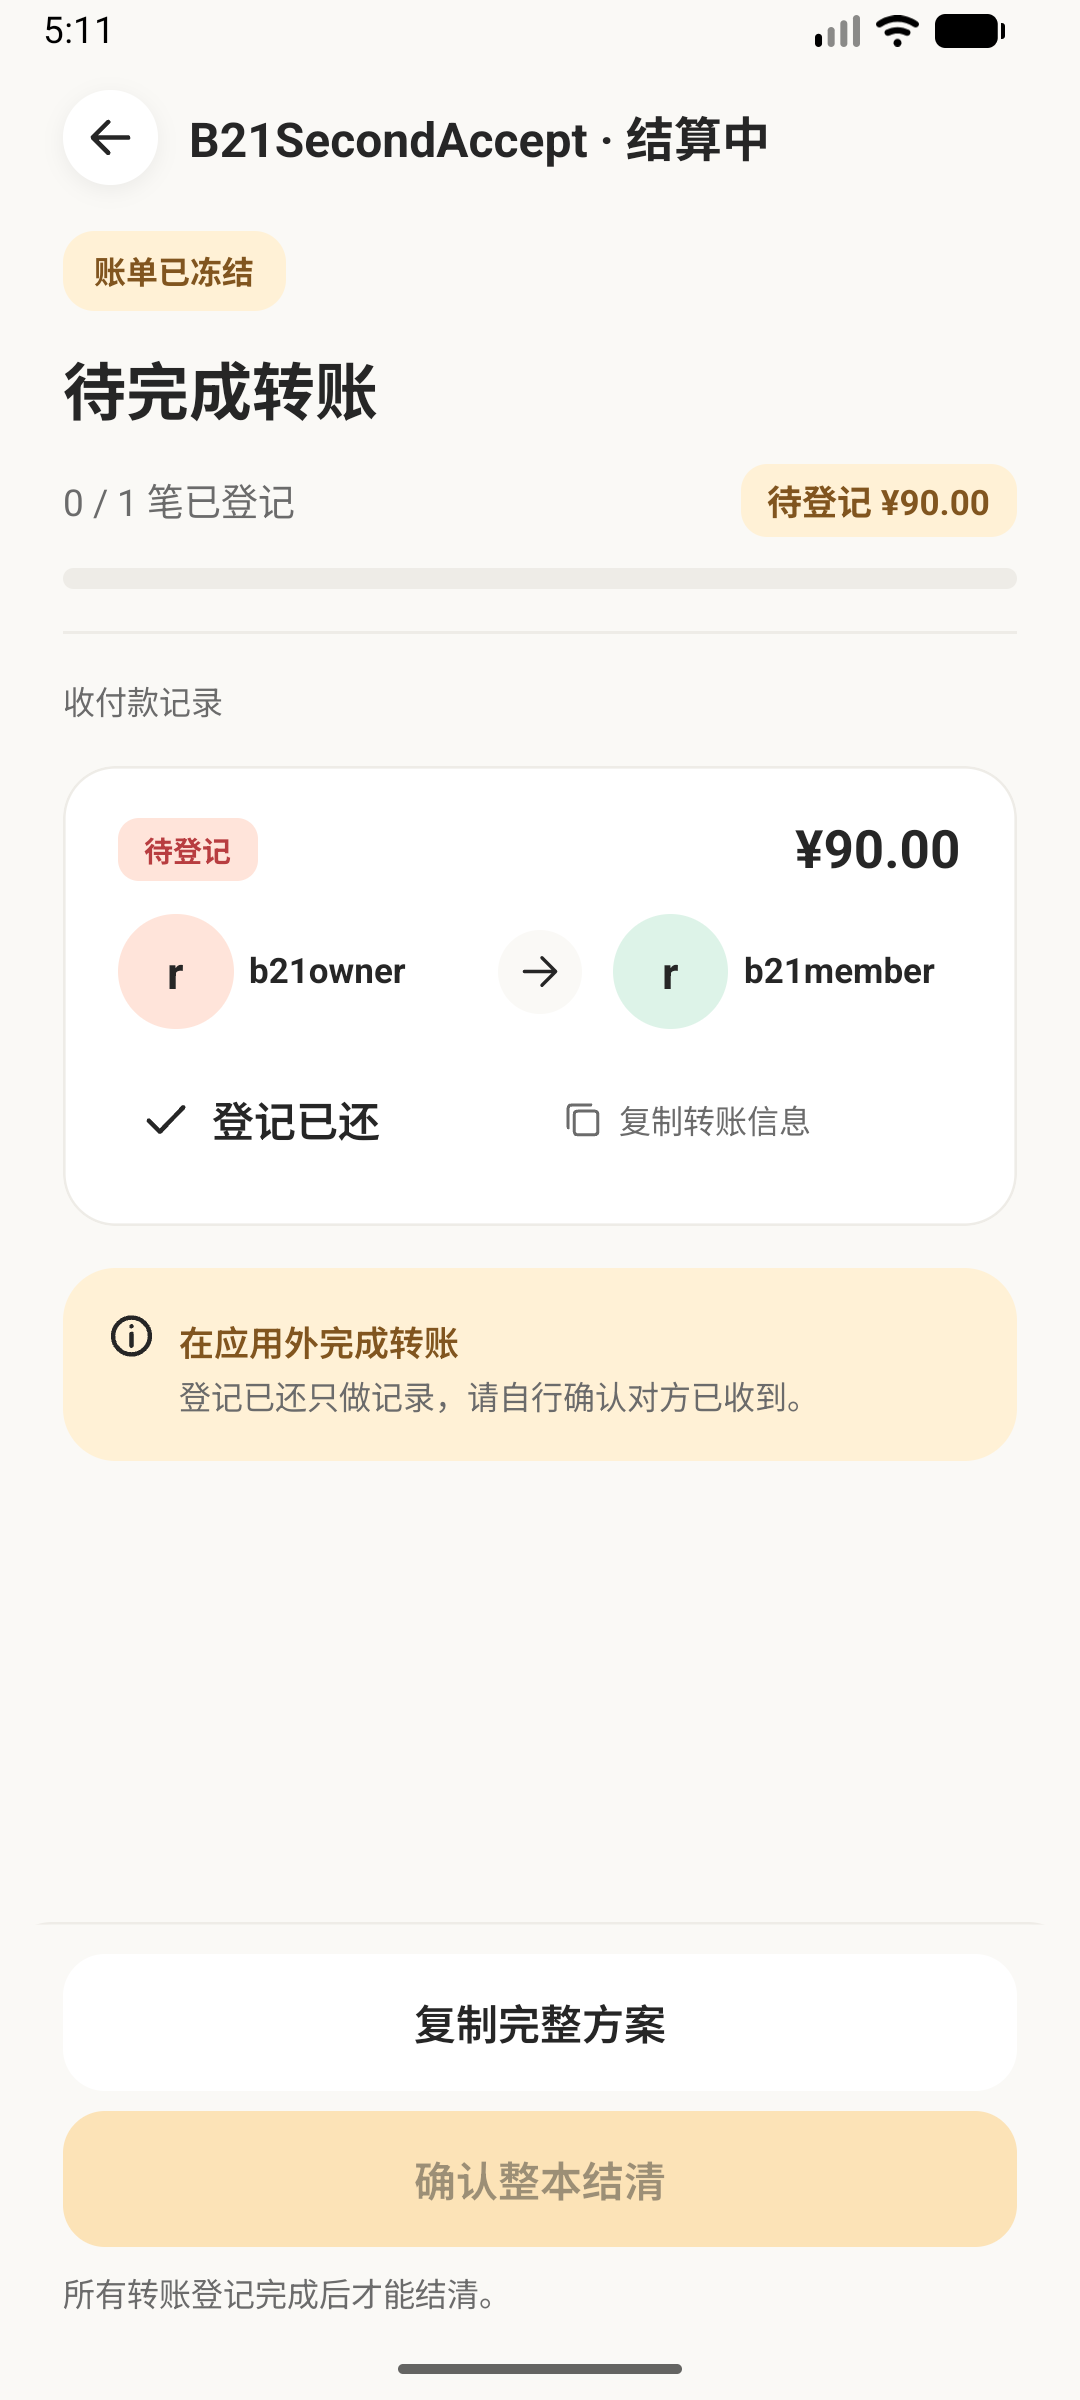 5:11
B21SecondAccept · 结算中
账单已冻结
待完成转账
0 / 1 笔已登记
待登记 ¥90.00
收付款记录
待登记
¥90.00
r
b21owner
r
b21member
登记已还
复制转账信息
在应用外完成转账
登记已还只做记录，请自行确认对方已收到。
复制完整方案
确认整本结清
所有转账登记完成后才能结清。